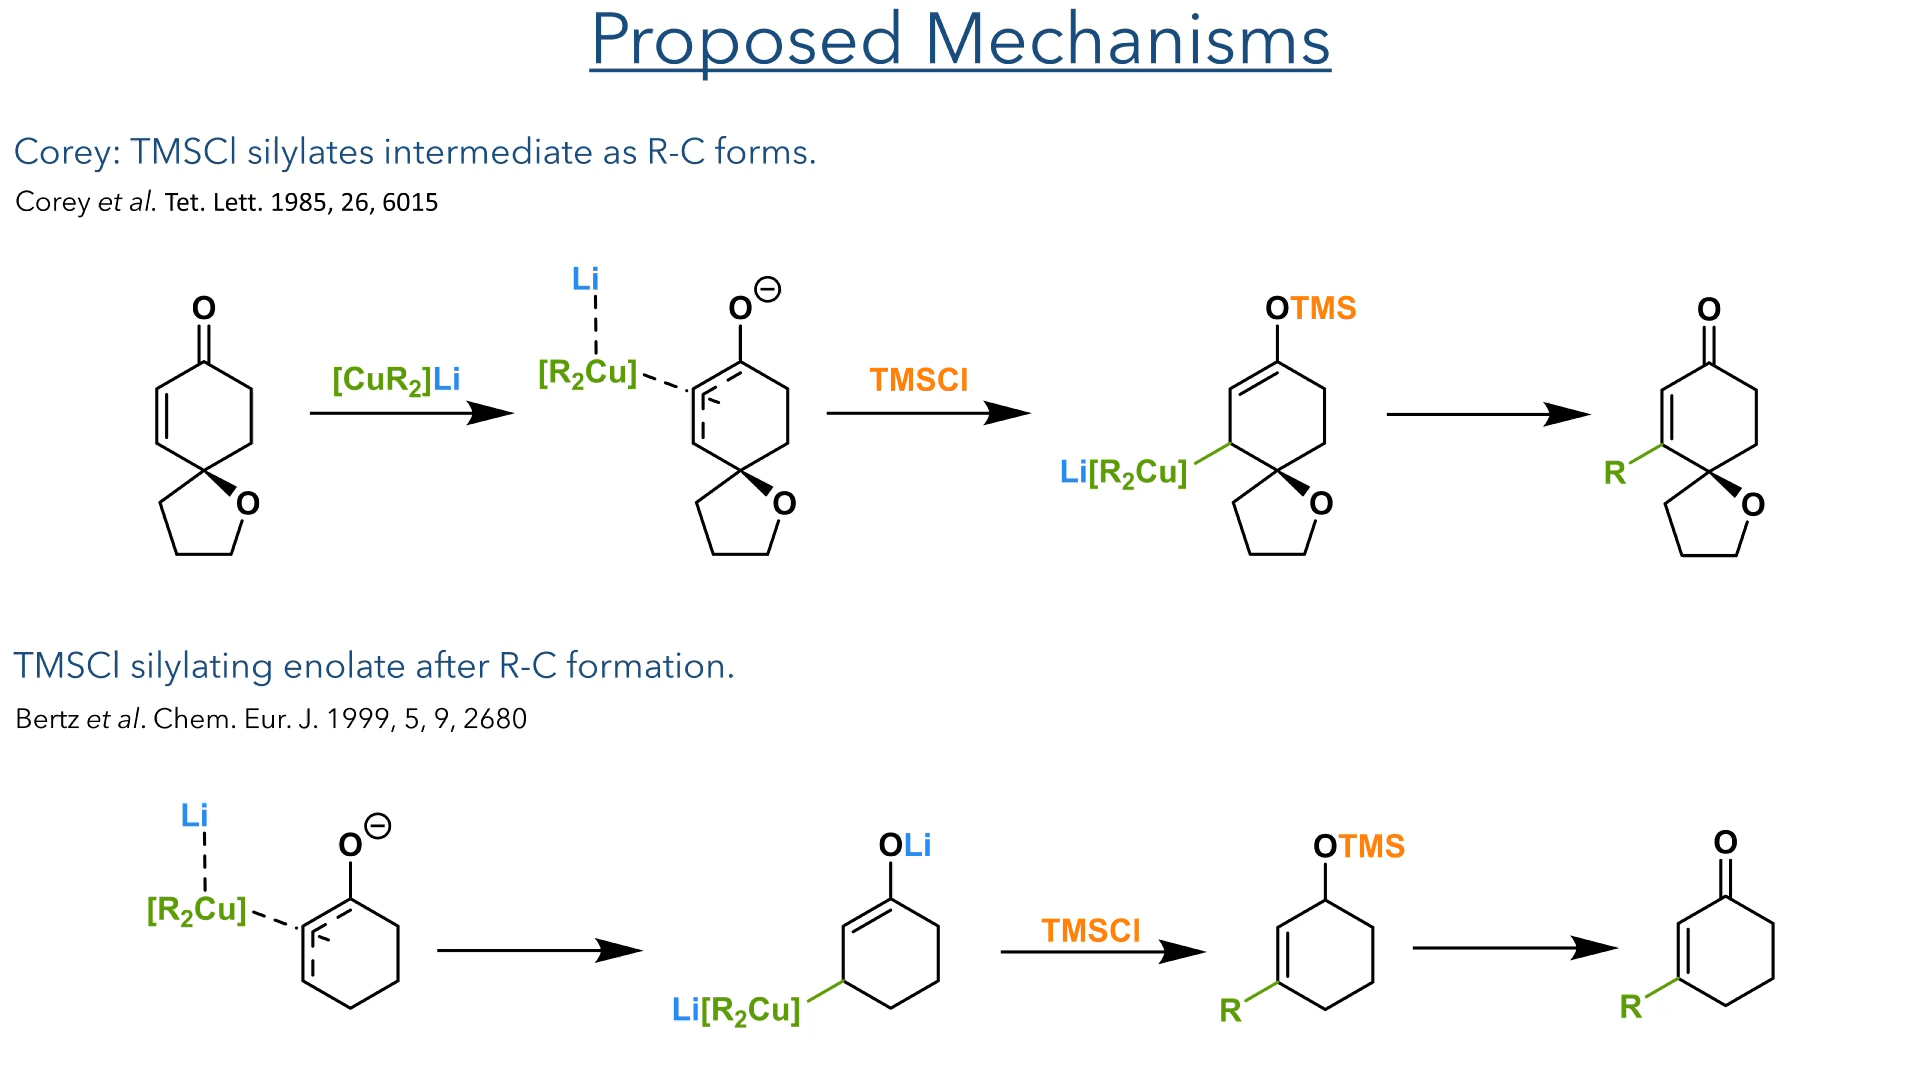 Proposed Mechanisms
Corey: TMSCl silylates intermediate as R-C forms.
Corey et al. Tet. Lett. 1985, 26, 6015
O
[CuR2]Li
O
Li
[R2Cu]
O
⊖
O
TMSCl
OTMS
Li[R2Cu]
O
O
R
O
TMSCl silylating enolate after R-C formation.
Bertz et al. Chem. Eur. J. 1999, 5, 9, 2680
Li
[R2Cu]
O
⊖
OLi
Li[R2Cu]
TMSCl
OTMS
R
O
R